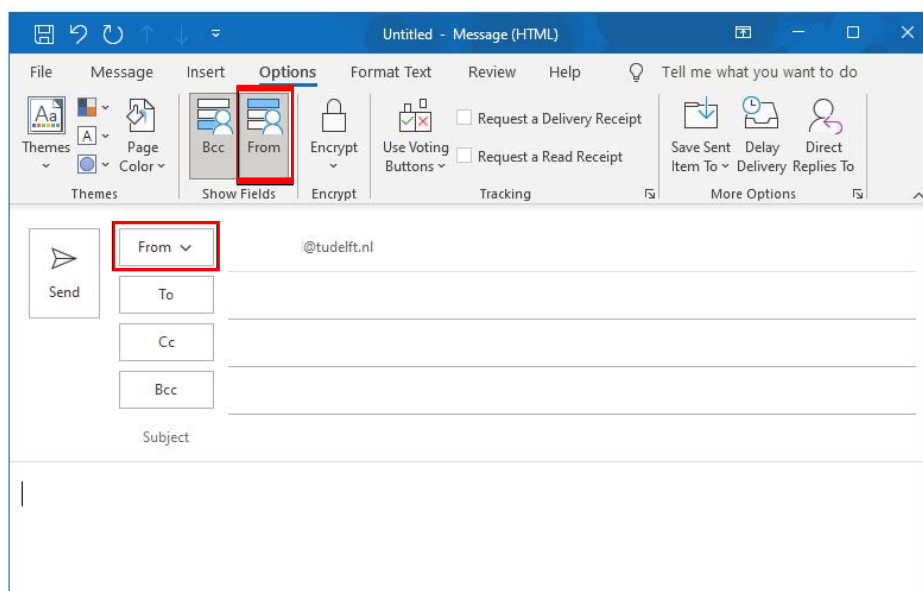 Untitled - Message (HTML)
File Message Insert Options Format Text Review Help Tell me what you want to do
Aa
A
Themes
Page
Color
Bcc
From
Encrypt
Use Voting
Buttons
Request a Delivery Receipt
Request a Read Receipt
Save Sent
Item To
Delay
Delivery
Direct
Replies To
Themes Show Fields Encrypt Tracking More Options
Send
From @tudelft.nl
To
Cc
Bcc
Subject